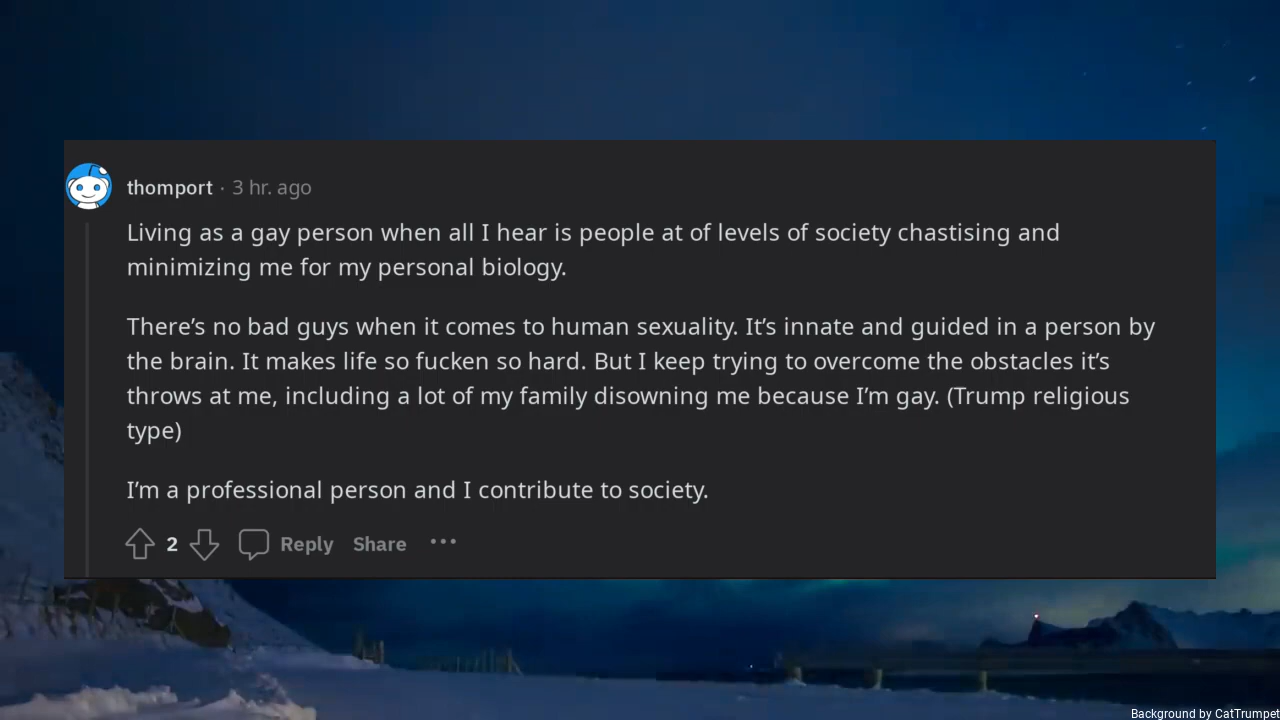 thomport · 3 hr. ago
Living as a gay person when all I hear is people at of levels of society chastising and
minimizing me for my personal biology.
There’s no bad guys when it comes to human sexuality. It’s innate and guided in a person by
the brain. It makes life so fucken so hard. But I keep trying to overcome the obstacles it’s
throws at me, including a lot of my family disowning me because I’m gay. (Trump religious
type)
I’m a professional person and I contribute to society.
2 Reply Share •••
Background by CatTrumpet